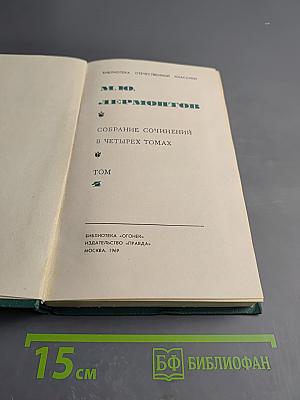 БИБЛИОТЕКА ОТЕЧЕСТВЕННОЙ КЛАССИКИ
М.Ю.
ЛЕРМОНТОВ
СОБРАНИЕ СОЧИНЕНИЙ
В ЧЕТЫРЕХ ТОМАХ
ТОМ
4
БИБЛИОТЕКА «ОГОНЕК»
ИЗДАТЕЛЬСТВО «ПРАВДА»
МОСКВА. 1969
15 см
БФ БИБЛИОФАН